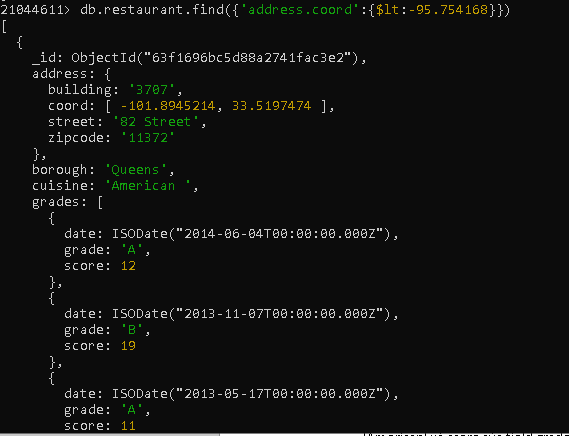 21044611> db.restaurant.find({'address.coord':{$lt:-95.754168}})
[
  {
    _id: ObjectId("63f1696bc5d88a2741fac3e2"),
    address: {
      building: '3707',
      coord: [ -101.8945214, 33.5197474 ],
      street: '82 Street',
      zipcode: '11372'
    },
    borough: 'Queens',
    cuisine: 'American ',
    grades: [
      {
        date: ISODate("2014-06-04T00:00:00.000Z"),
        grade: 'A',
        score: 12
      },
      {
        date: ISODate("2013-11-07T00:00:00.000Z"),
        grade: 'B',
        score: 19
      },
      {
        date: ISODate("2013-05-17T00:00:00.000Z"),
        grade: 'A',
        score: 11